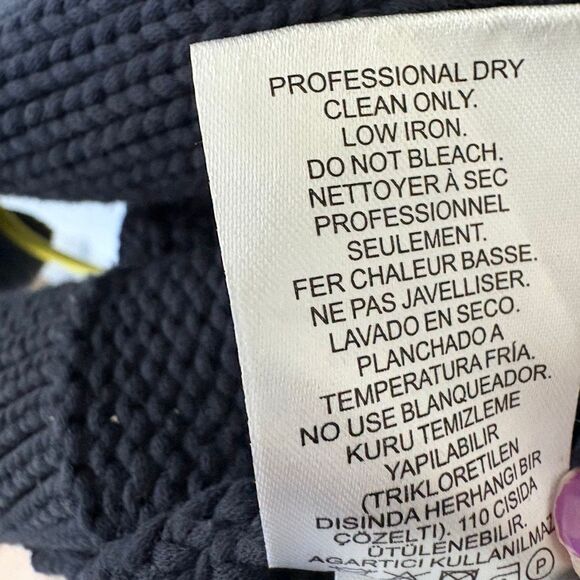 PROFESSIONAL DRY
CLEAN ONLY.
LOW IRON.
DO NOT BLEACH.
NETTOYER À SEC
PROFESSIONNEL
SEULEMENT.
FER CHALEUR BASSE.
NE PAS JAVELLISER.
LAVADO EN SECO.
PLANCHADO A
TEMPERATURA FRÍA.
NO USE BLANQUEADOR.
KURU TEMIZLEME
YAPILABILIR
(TRIKLORETILEN
DISINDA HERHANGI BIR
ÇÖZELTI). 110 CISIDA
ÜTÜLENEBILIR.
AGARTICI KULLANILMAZ
P